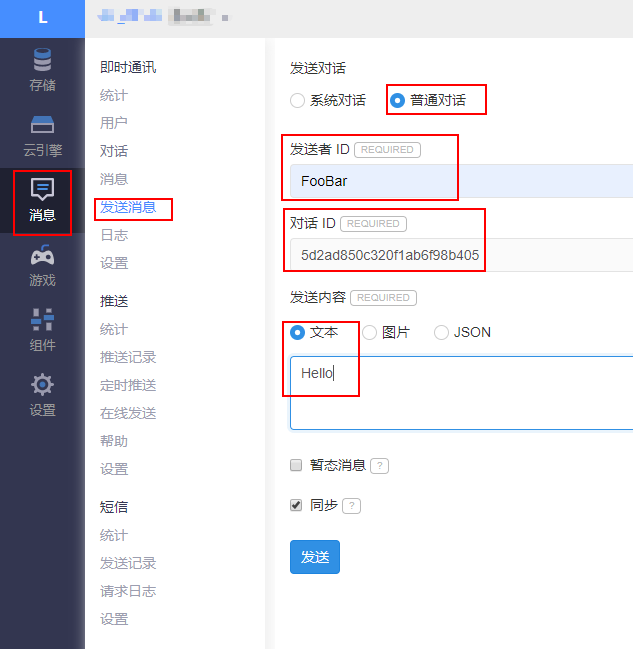 L
存储
云引擎
消息
游戏
组件
设置
即时通讯
统计
用户
对话
消息
发送消息
日志
设置
推送
统计
推送记录
定时推送
在线发送
帮助
设置
短信
统计
发送记录
请求日志
设置
发送对话
系统对话 普通对话
发送者 ID REQUIRED
FooBar
对话 ID REQUIRED
5d2ad850c320f1ab6f98b405
发送内容 REQUIRED
文本 图片 JSON
Hello
暂态消息 ?
同步 ?
发送